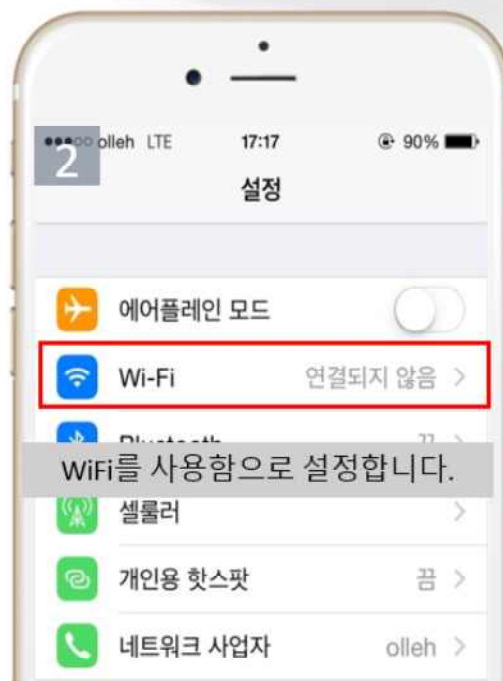 2
olleh LTE 17:17 90%
설정
에어플레인 모드
Wi-Fi 연결되지 않음 >
Bluetooth 끔 >
WiFi를 사용함으로 설정합니다.
셀룰러 >
개인용 핫스팟 끔 >
네트워크 사업자 olleh >